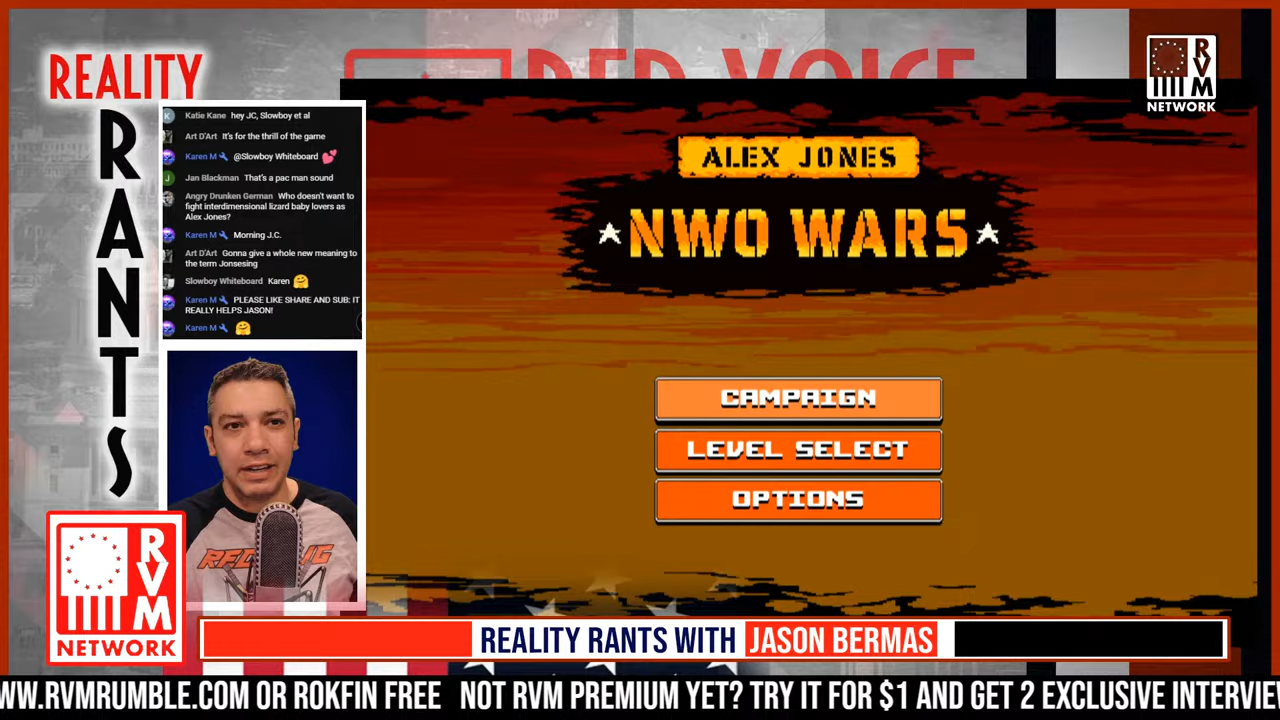 REALITY
RANTS
RED VOICE
RVM
NETWORK
Katie Kane hey JC, Slowboy et al
Art D'Art It's for the thrill of the game
Karen M @Slowboy Whiteboard 💕
Jan Blackman That's a pac man sound
Angry Drunken German Who doesn't want to
fight interdimensional lizard baby lovers as
Alex Jones?
Karen M Morning J.C.
Art D'Art Gonna give a whole new meaning to
the term Jonsesing
Slowboy Whiteboard Karen 🤗
Karen M PLEASE LIKE SHARE AND SUB: IT
REALLY HELPS JASON!
Karen M 🤗
ALEX JONES
NWO WARS
CAMPAIGN
LEVEL SELECT
OPTIONS
RVM
NETWORK
REALITY RANTS WITH JASON BERMAS
WWW.RVMRUMBLE.COM OR ROKFIN FREE NOT RVM PREMIUM YET? TRY IT FOR $1 AND GET 2 EXCLUSIVE INTERVIE